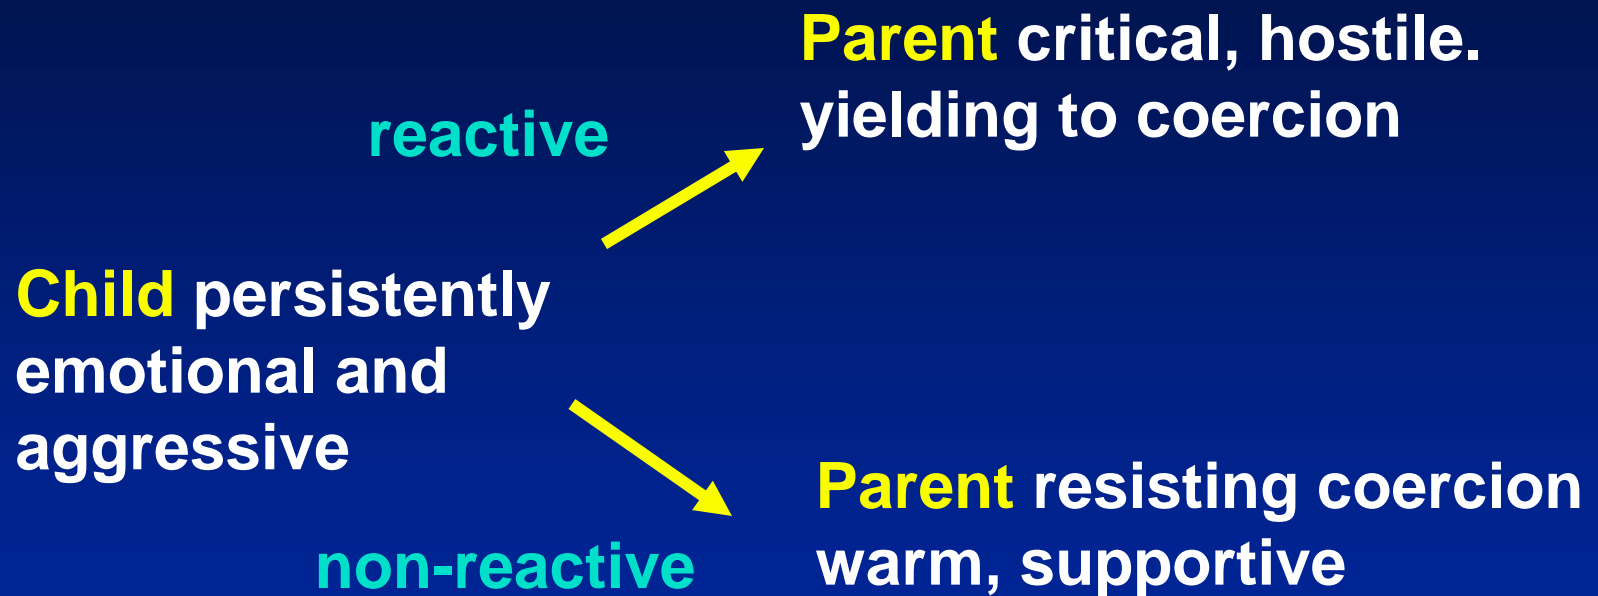 Parent critical, hostile.
yielding to coercion
reactive
Child persistently
emotional and
aggressive
Parent resisting coercion
warm, supportive
non-reactive